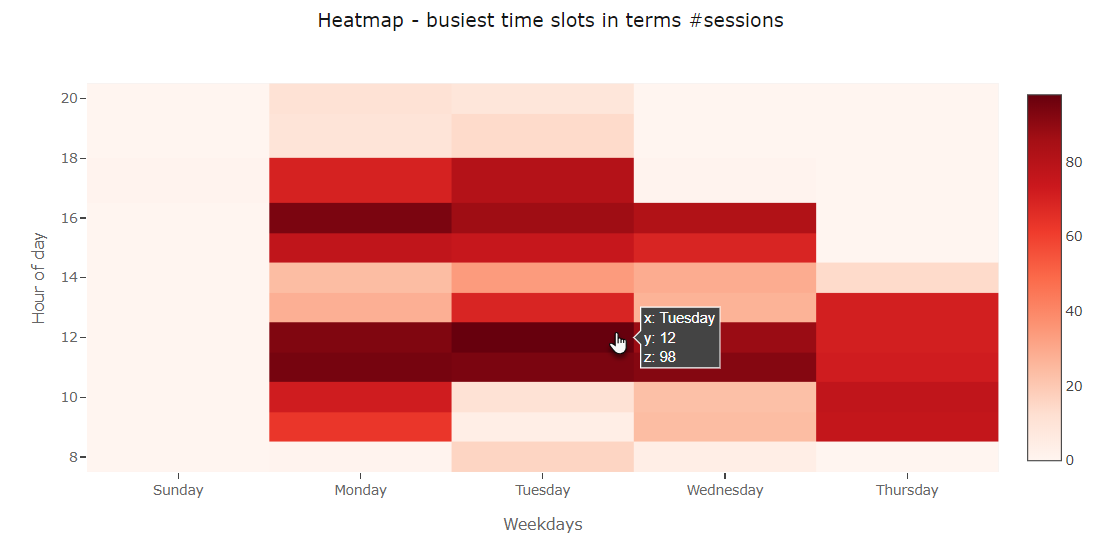 Heatmap - busiest time slots in terms #sessions
20
18
16
14
12
10
8
Hour of day
x: Tuesday
y: 12
z: 98
80
60
40
20
0
Sunday Monday Tuesday Wednesday Thursday
Weekdays